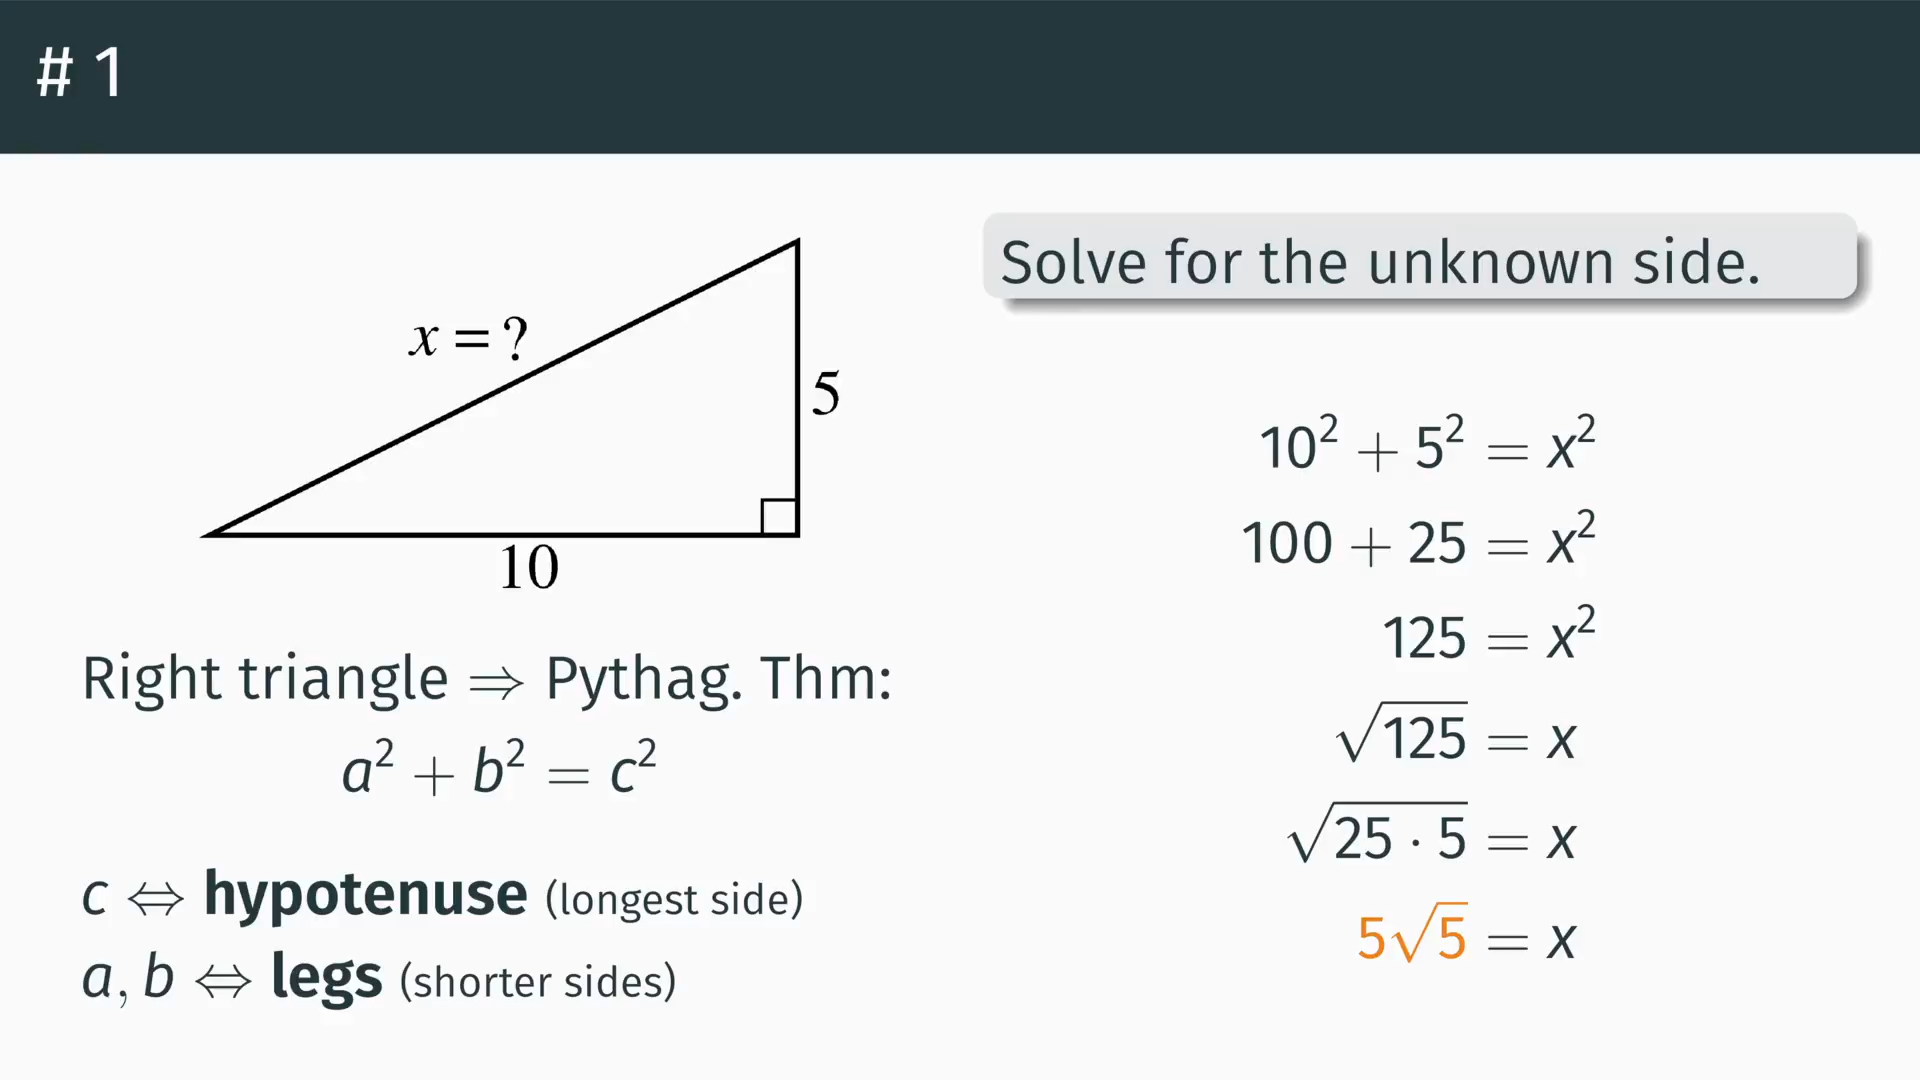 # 1
x = ?
5
10
Right triangle ⇒ Pythag. Thm:
a² + b² = c²
c ⇔ hypotenuse (longest side)
a, b ⇔ legs (shorter sides)
Solve for the unknown side.
10² + 5² = x²
100 + 25 = x²
125 = x²
√125 = x
√25 · 5 = x
5√5 = x